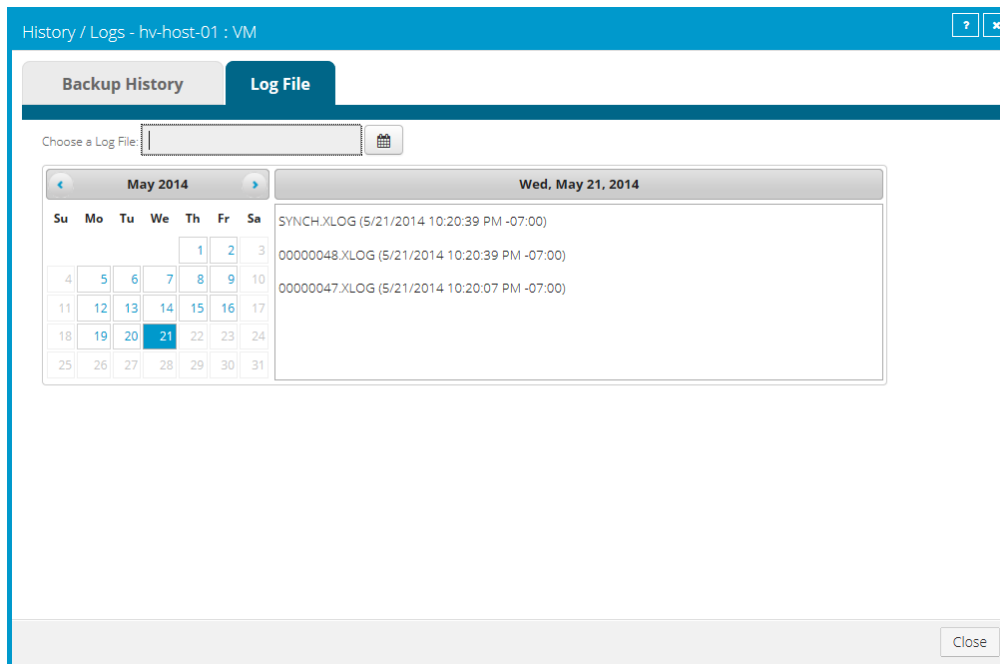 History / Logs - hv-host-01 : VM
?
Backup History
Log File
Choose a Log File:
May 2014
Wed, May 21, 2014
Su Mo Tu We Th Fr Sa
1 2 3
4 5 6 7 8 9 10
11 12 13 14 15 16 17
18 19 20 21 22 23 24
25 26 27 28 29 30 31
SYNCH.XLOG (5/21/2014 10:20:39 PM -07:00)
00000048.XLOG (5/21/2014 10:20:39 PM -07:00)
00000047.XLOG (5/21/2014 10:20:07 PM -07:00)
Close